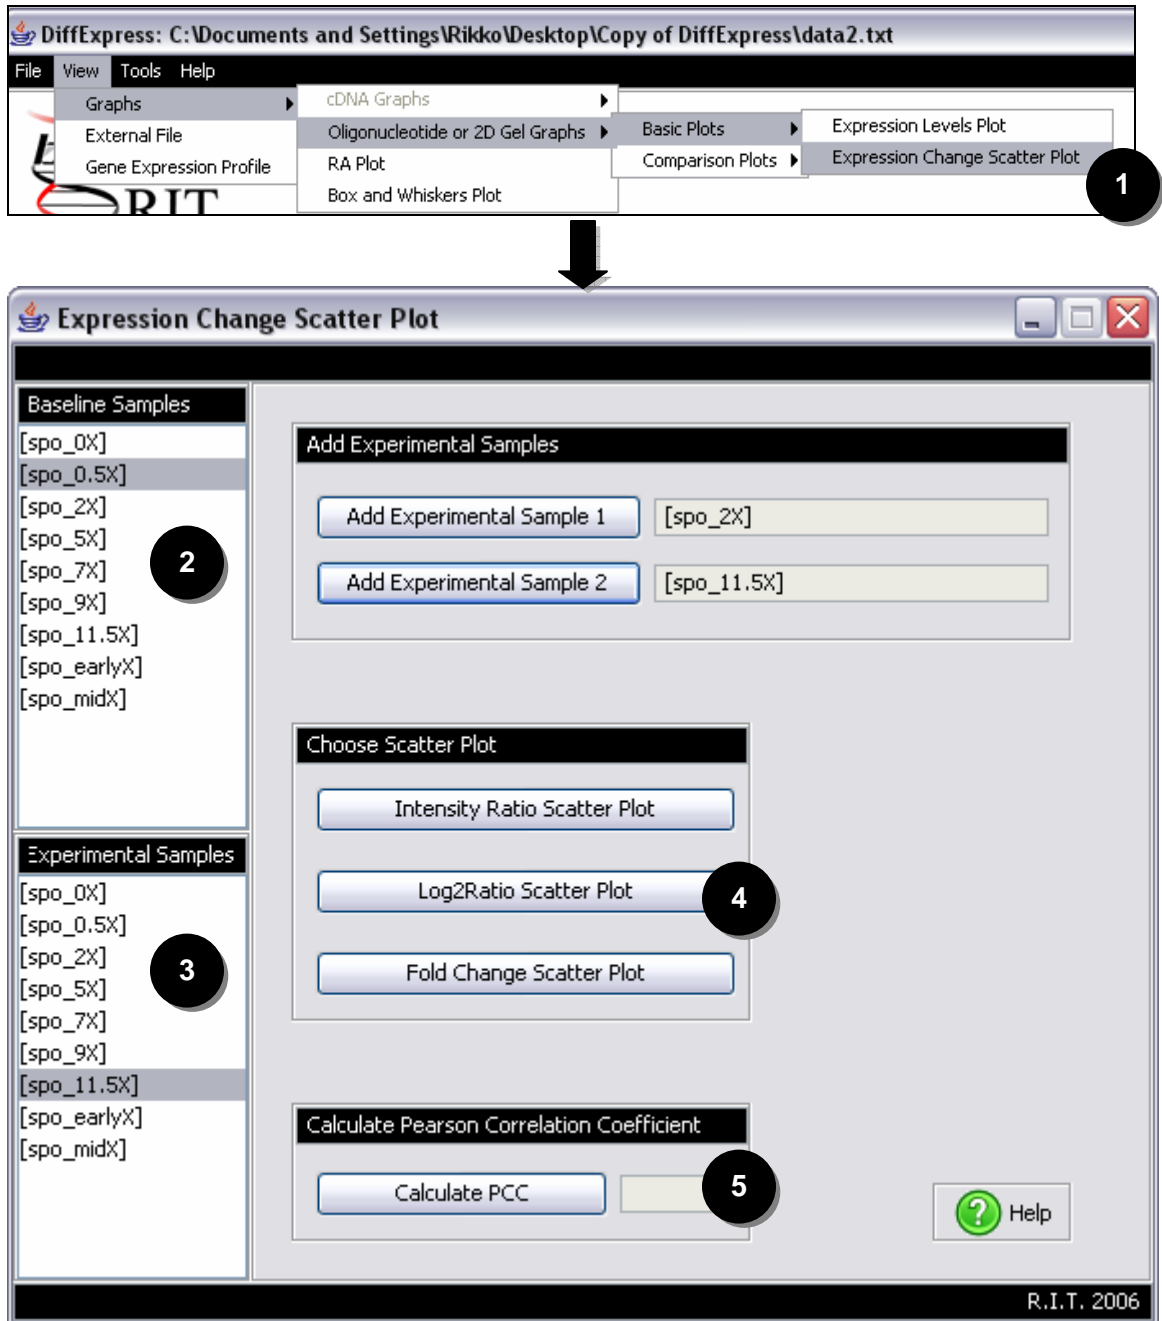 DiffExpress: C:\Documents and Settings\Rikko\Desktop\Copy of DiffExpress\data2.txt
File View Tools Help
Graphs
External File
Gene Expression Profile
cDNA Graphs
Oligonucleotide or 2D Gel Graphs
RA Plot
Box and Whiskers Plot
Basic Plots
Comparison Plots
Expression Levels Plot
Expression Change Scatter Plot
1
RIT
Expression Change Scatter Plot
Baseline Samples
[spo_0X]
[spo_0.5X]
[spo_2X]
[spo_5X]
[spo_7X]
[spo_9X]
[spo_11.5X]
[spo_earlyX]
[spo_midX]
2
Experimental Samples
[spo_0X]
[spo_0.5X]
[spo_2X]
[spo_5X]
[spo_7X]
[spo_9X]
[spo_11.5X]
[spo_earlyX]
[spo_midX]
3
Add Experimental Samples
Add Experimental Sample 1 [spo_2X]
Add Experimental Sample 2 [spo_11.5X]
Choose Scatter Plot
Intensity Ratio Scatter Plot
Log2Ratio Scatter Plot
4
Fold Change Scatter Plot
Calculate Pearson Correlation Coefficient
Calculate PCC
5
Help
R.I.T. 2006